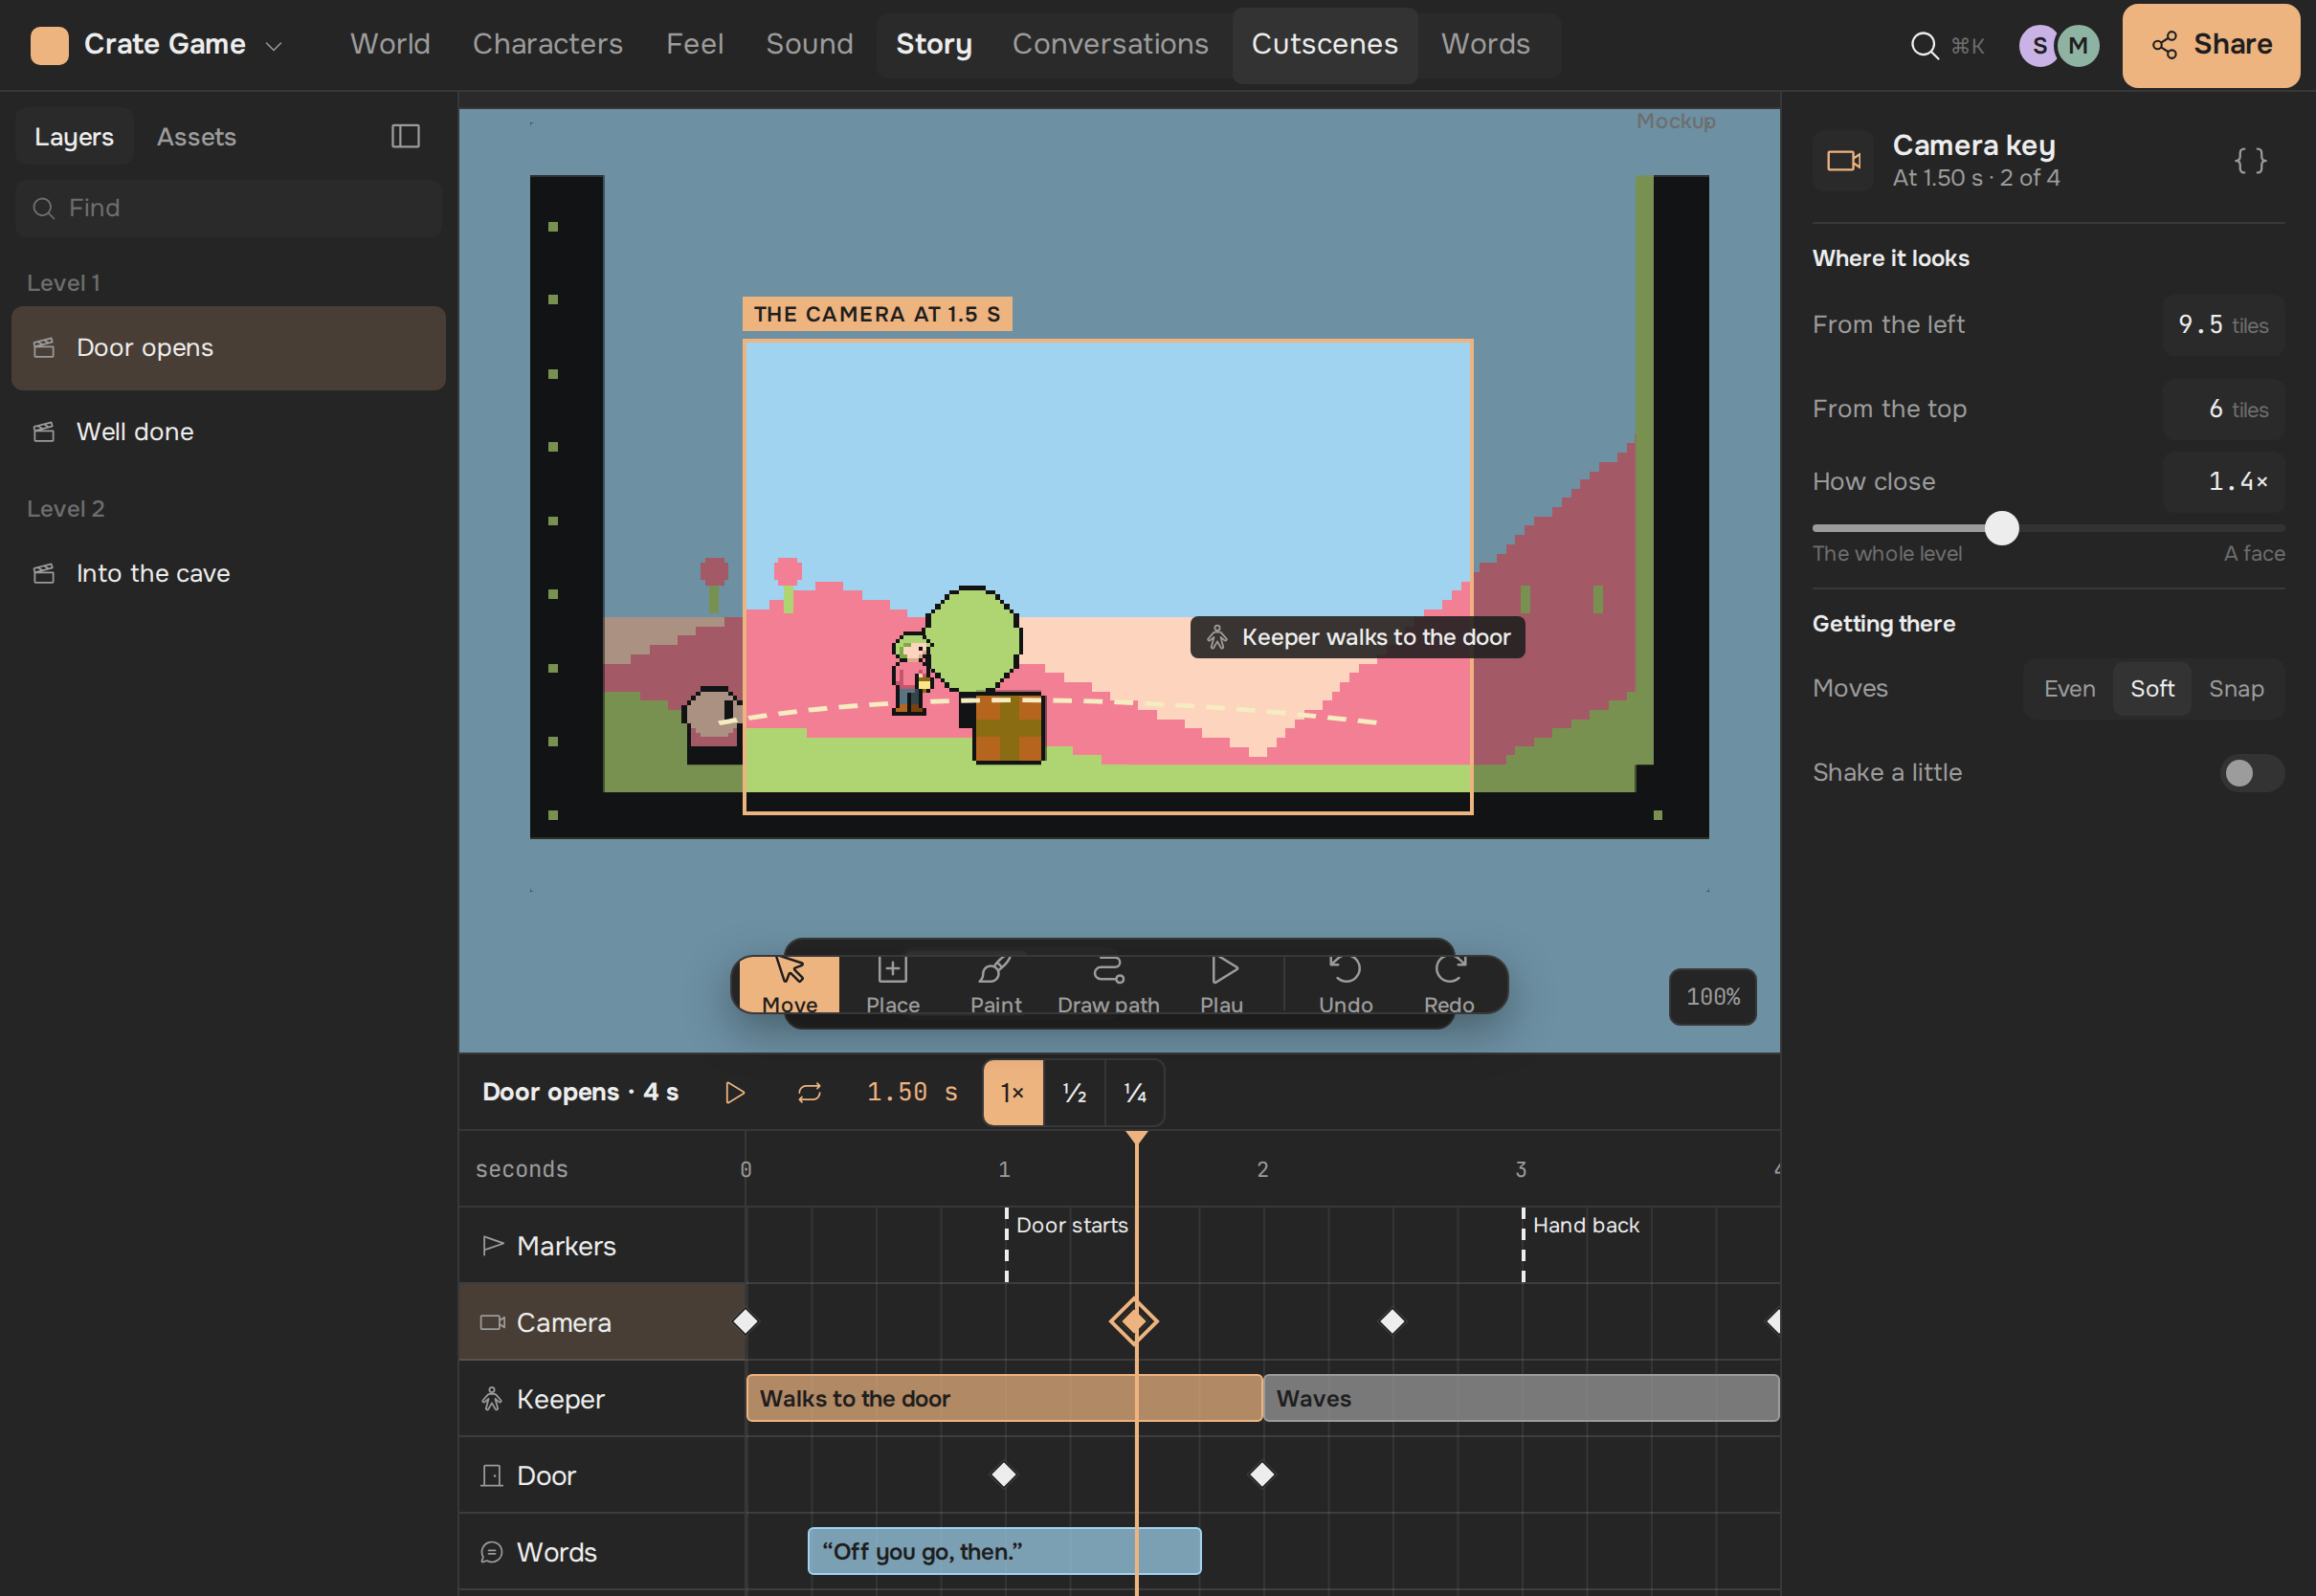 Crate Game World Characters Feel Sound Story Conversations Cutscenes Words ⌘K S M Share
Layers Assets
Find
Level 1
Door opens
Well done
Level 2
Into the cave
Mockup
THE CAMERA AT 1.5 S
Keeper walks to the door
Move Place Paint Draw path Play Undo Redo
100%
Door opens · 4 s 1.50 s 1× ½ ¼
seconds 0 1 2 3 4
Markers Door starts Hand back
Camera
Keeper Walks to the door Waves
Door
Words “Off you go, then.”
Camera key
At 1.50 s · 2 of 4
{ }
Where it looks
From the left 9.5 tiles
From the top 6 tiles
How close 1.4×
The whole level A face
Getting there
Moves Even Soft Snap
Shake a little